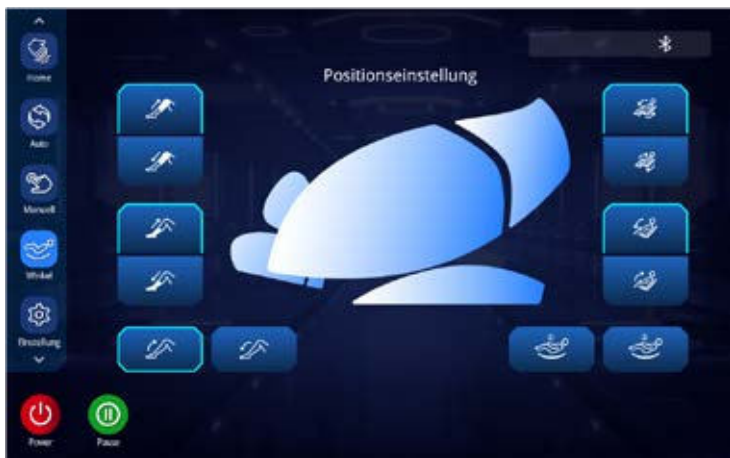 Positionseinstellung
Home
Auto
Manuell
Winkel
Einstellung
Power
Pause